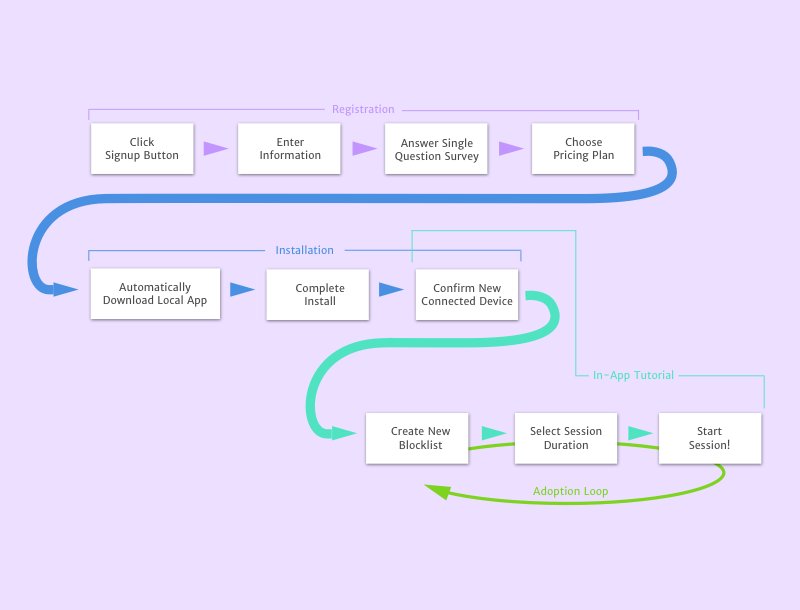 Registration
Click
Signup Button
Enter
Information
Answer Single
Question Survey
Choose
Pricing Plan
Installation
Automatically
Download Local App
Complete
Install
Confirm New
Connected Device
In-App Tutorial
Create New
Blocklist
Select Session
Duration
Start
Session!
Adoption Loop